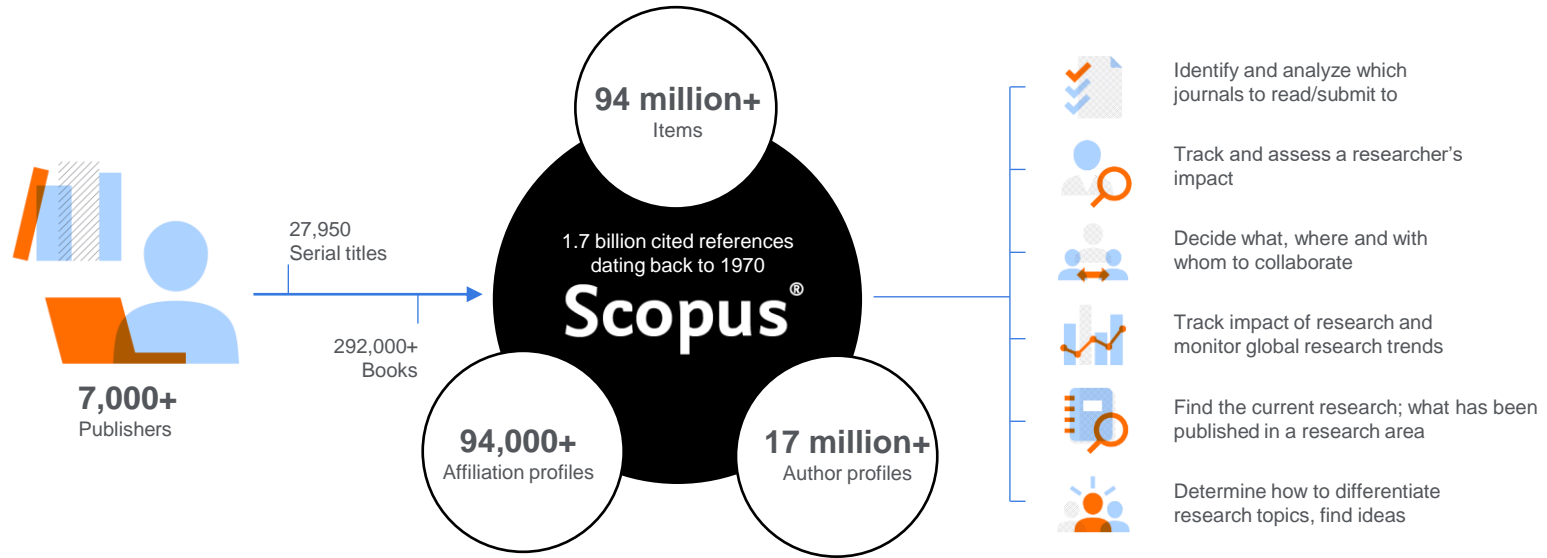 7,000+
Publishers
27,950
Serial titles
292,000+
Books
94 million+
Items
1.7 billion cited references
dating back to 1970
Scopus®
94,000+
Affiliation profiles
17 million+
Author profiles
Identify and analyze which
journals to read/submit to
Track and assess a researcher’s
impact
Decide what, where and with
whom to collaborate
Track impact of research and
monitor global research trends
Find the current research; what has been
published in a research area
Determine how to differentiate
research topics, find ideas